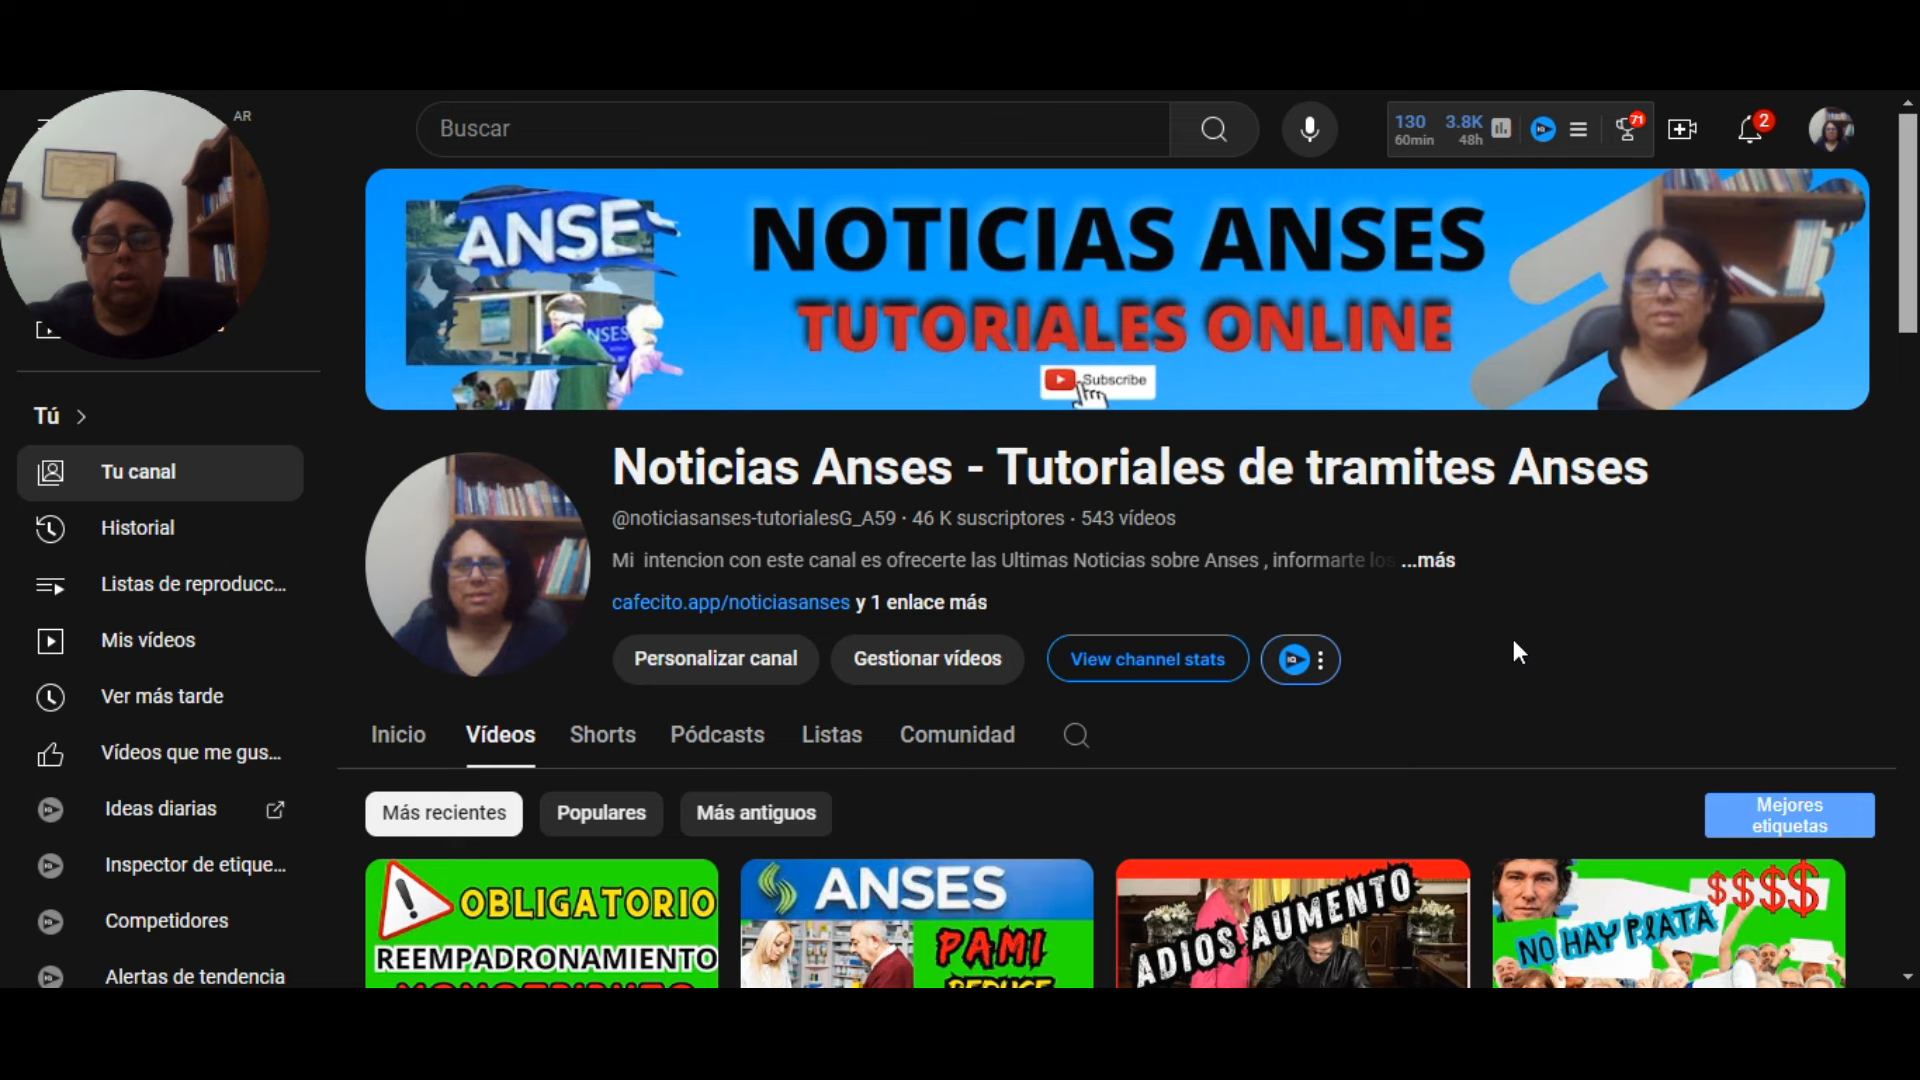 AR
Buscar
130 3.8K
60min 48h
71
2
ANSE
NSES
NOTICIAS ANSES
TUTORIALES ONLINE
Subscribe
Tú
Tu canal
Historial
Listas de reproducc...
Mis vídeos
Ver más tarde
Vídeos que me gus...
Ideas diarias
Inspector de etique...
Competidores
Alertas de tendencia
Noticias Anses - Tutoriales de tramites Anses
@noticiasanses-tutorialesG_A59 · 46 K suscriptores · 543 vídeos
Mi intencion con este canal es ofrecerte las Ultimas Noticias sobre Anses , informarte los ...más
cafecito.app/noticiasanses y 1 enlace más
Personalizar canal
Gestionar vídeos
View channel stats
Inicio
Vídeos
Shorts
Pódcasts
Listas
Comunidad
Más recientes
Populares
Más antiguos
Mejores
etiquetas
OBLIGATORIO
REEMPADRONAMIENTO
MONOTRIBUTO
ANSES
PAMI
REDUCE
ADIOS AUMENTO
$$$$
NO HAY PLATA